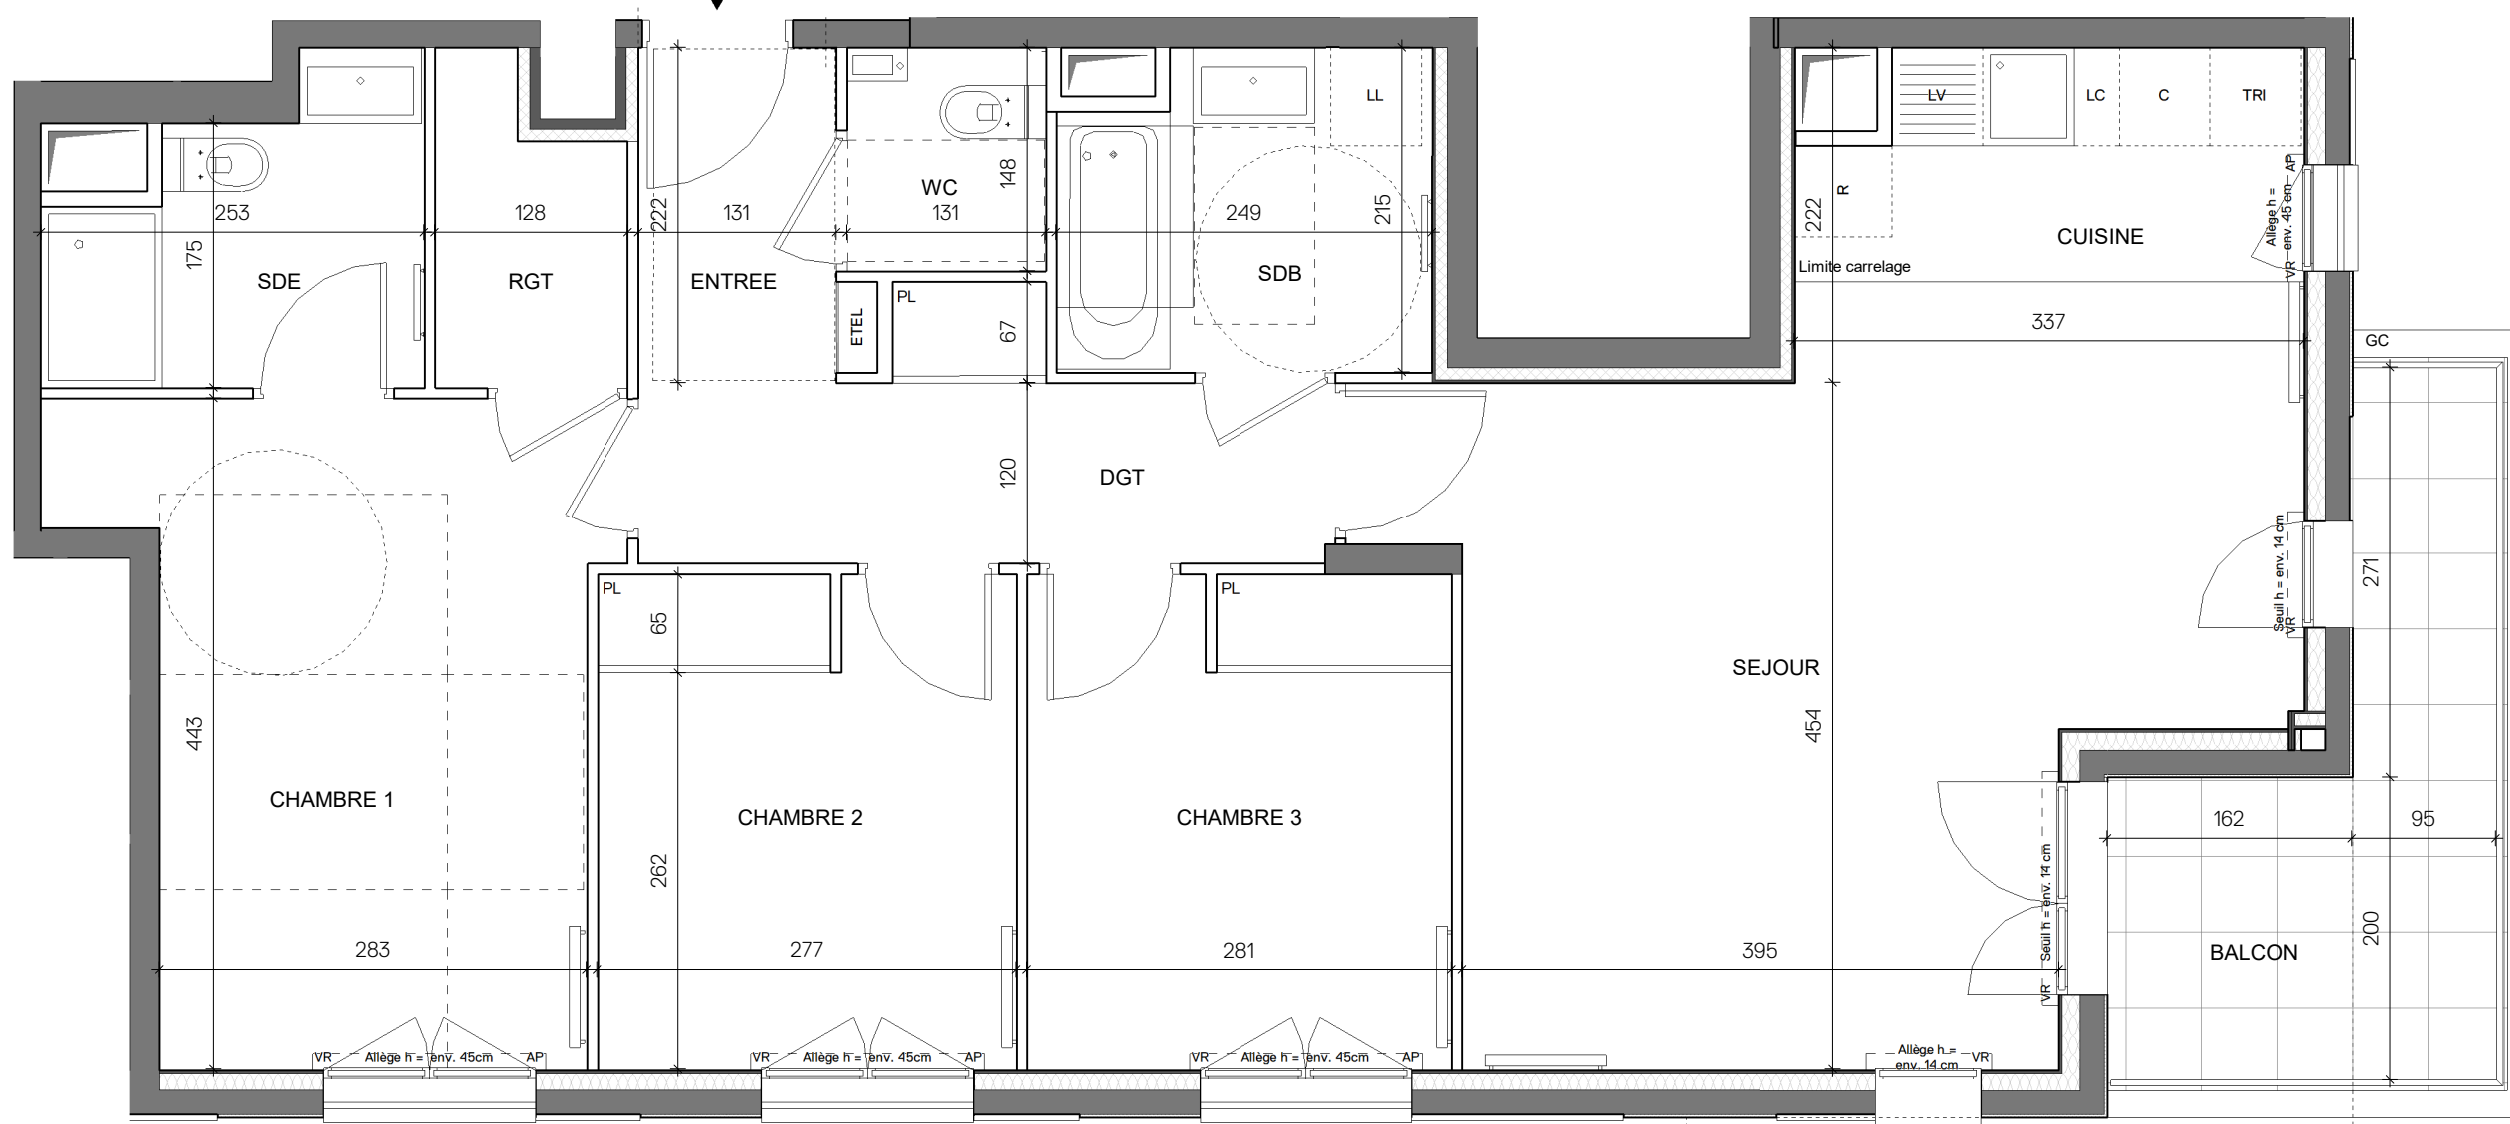 LL
LV
LC
C
TRI
148
WC
131
253
128
222
131
249
215
222
R
CUISINE
Allège h =
env. 45 cm
AP
VR
175
SDE
RGT
ENTREE
PL
SDB
Limite carrelage
ETEL
67
337
GC
120
DGT
Seuil h = env. 14 cm
VR
271
PL
65
PL
SEJOUR
443
454
CHAMBRE 1
CHAMBRE 2
CHAMBRE 3
162
95
262
Seuil h = env. 14 cm
VR
200
283
277
281
395
BALCON
VR
Allège h = env. 45cm
AP
VR
Allège h = env. 45cm
AP
VR
Allège h = env. 45cm
AP
Allège h =
env. 14 cm
VR